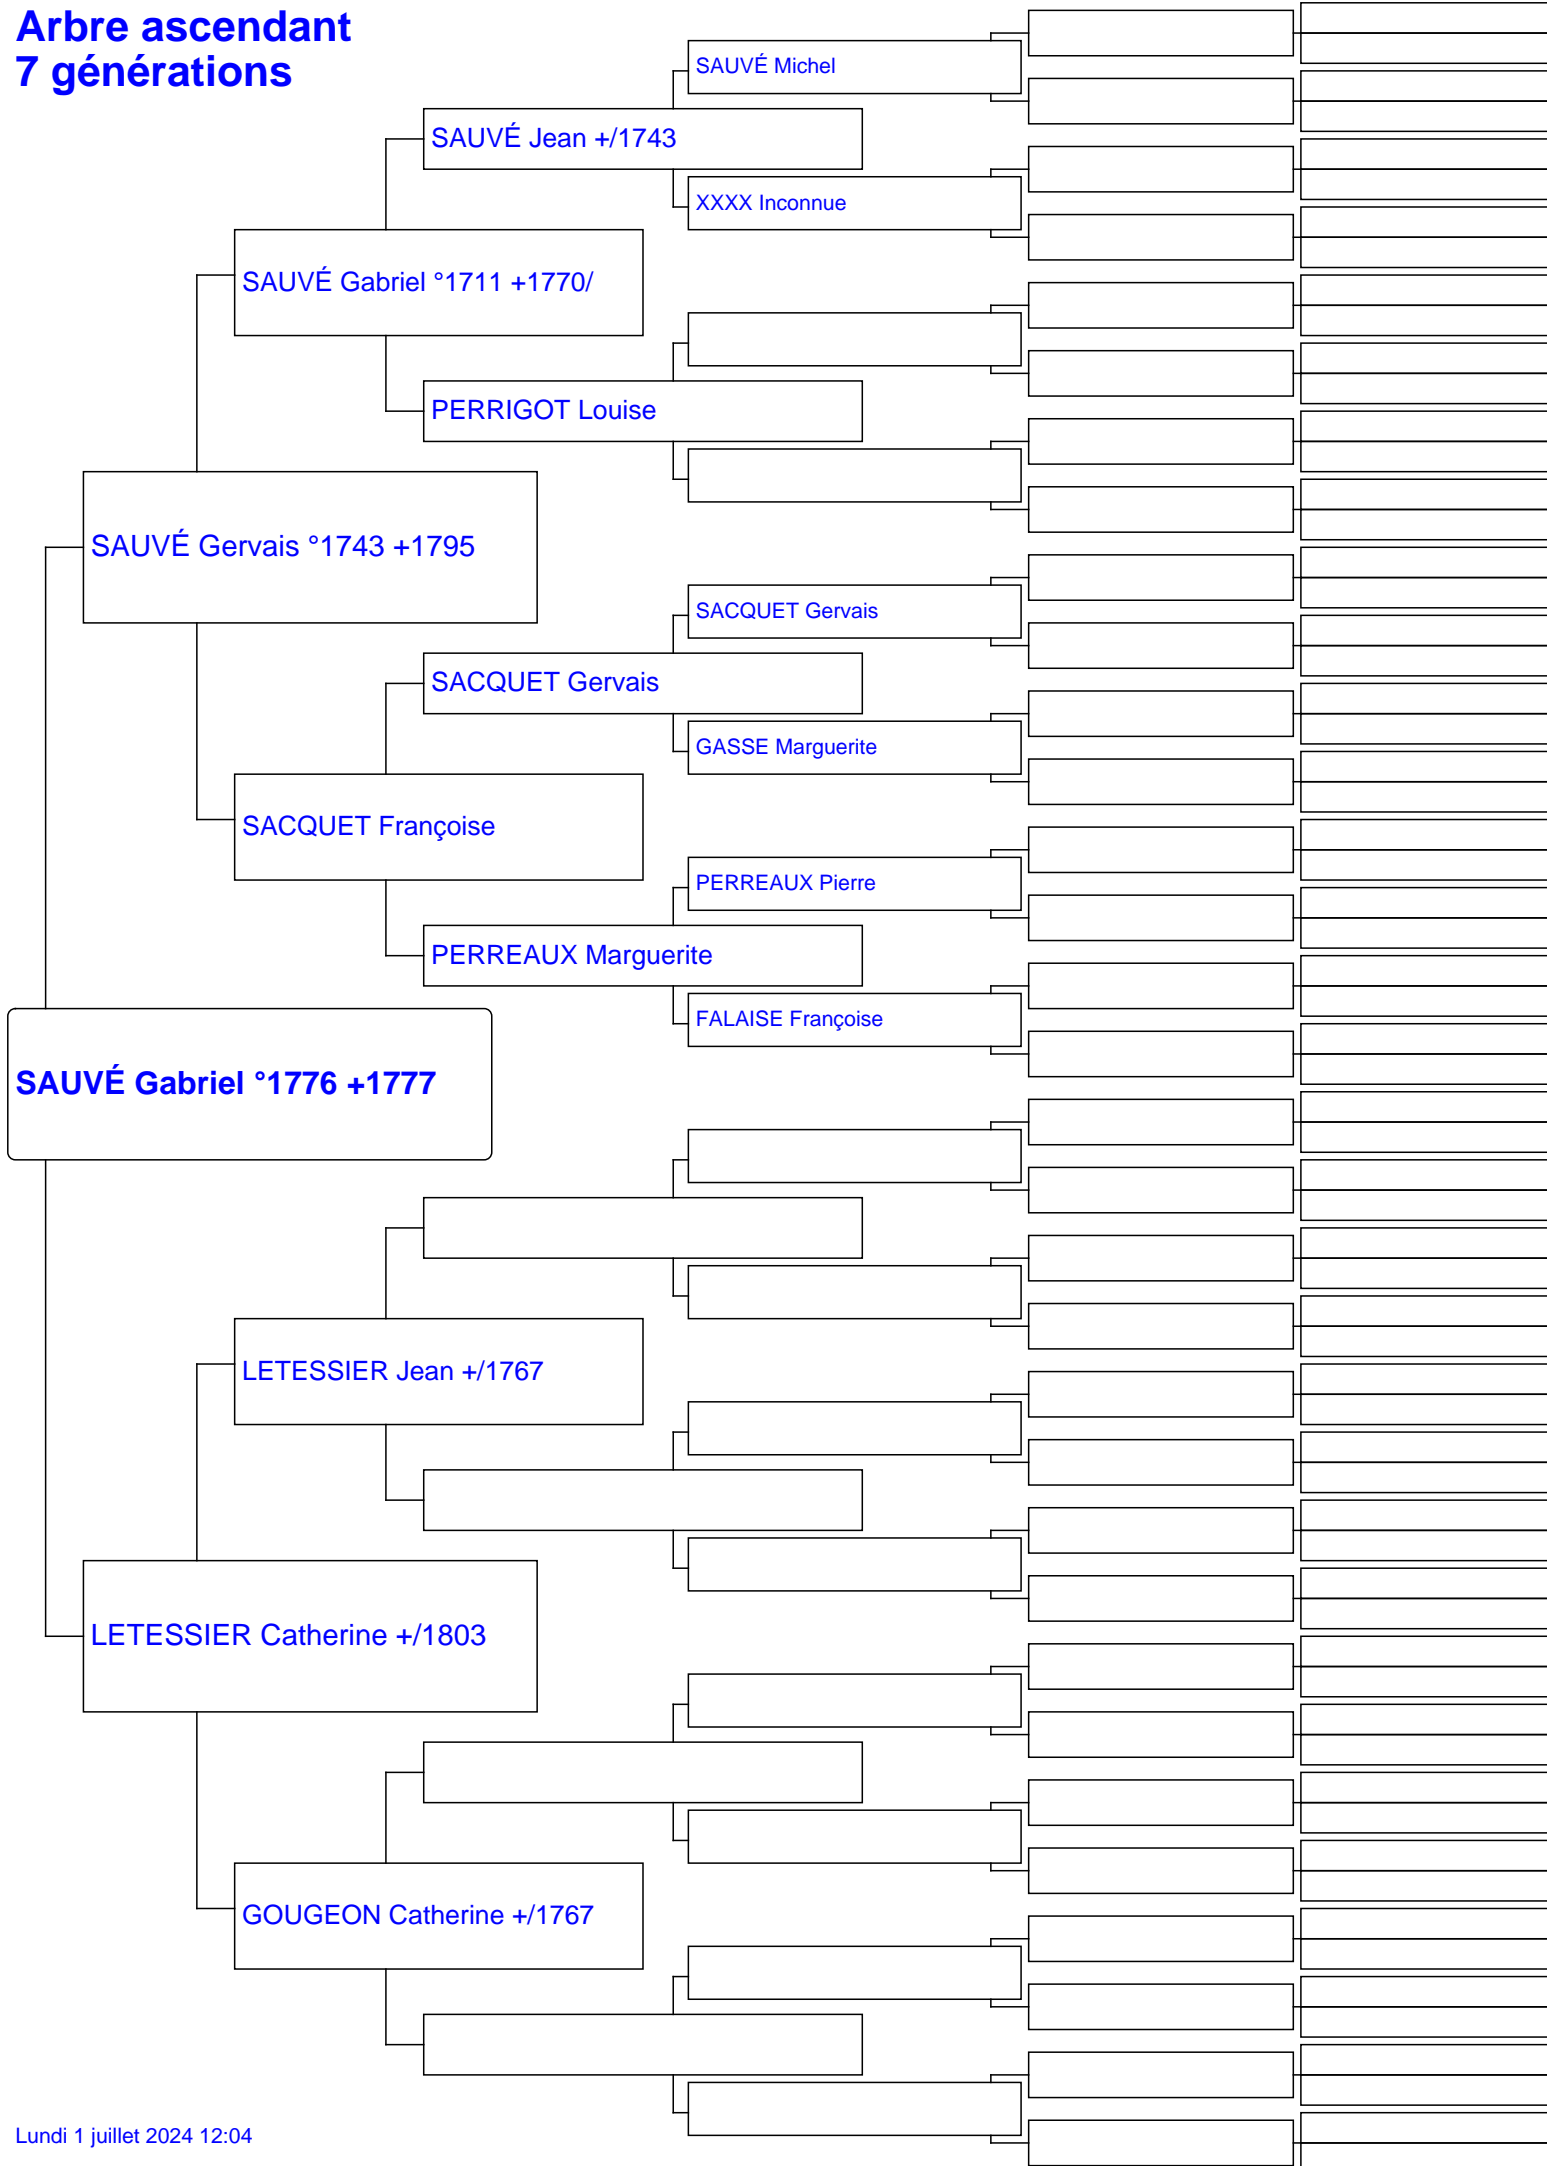 Arbre ascendant
7 générations
SAUVÉ Michel
SAUVÉ Jean +/1743
XXXX Inconnue
SAUVÉ Gabriel °1711 +1770/
PERRIGOT Louise
SAUVÉ Gervais °1743 +1795
SACQUET Gervais
SACQUET Gervais
GASSE Marguerite
SACQUET Françoise
PERREAUX Pierre
PERREAUX Marguerite
FALAISE Françoise
SAUVÉ Gabriel °1776 +1777
LETESSIER Jean +/1767
LETESSIER Catherine +/1803
GOUGEON Catherine +/1767
Lundi 1 juillet 2024 12:04